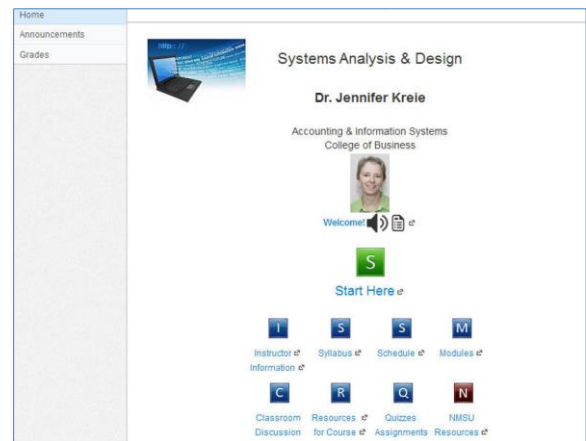 Home
Announcements
Grades
http://
Systems Analysis & Design
Dr. Jennifer Kreie
Accounting & Information Systems
College of Business
Welcome!
S
Start Here
I S S M
Instructor Syllabus Schedule Modules
Information
C R Q N
Classroom Resources Quizzes NMSU
Discussion for Course Assignments Resources